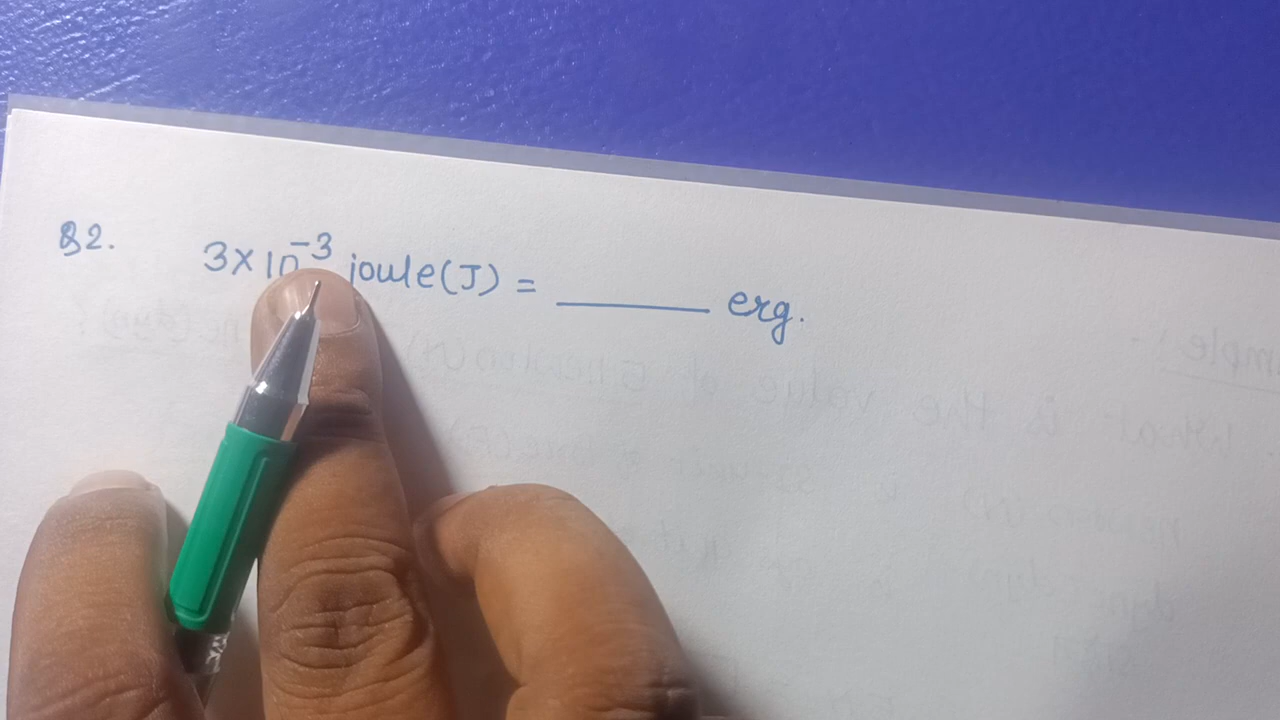 Q2. 3×10⁻³ joule(J) = ______ erg.